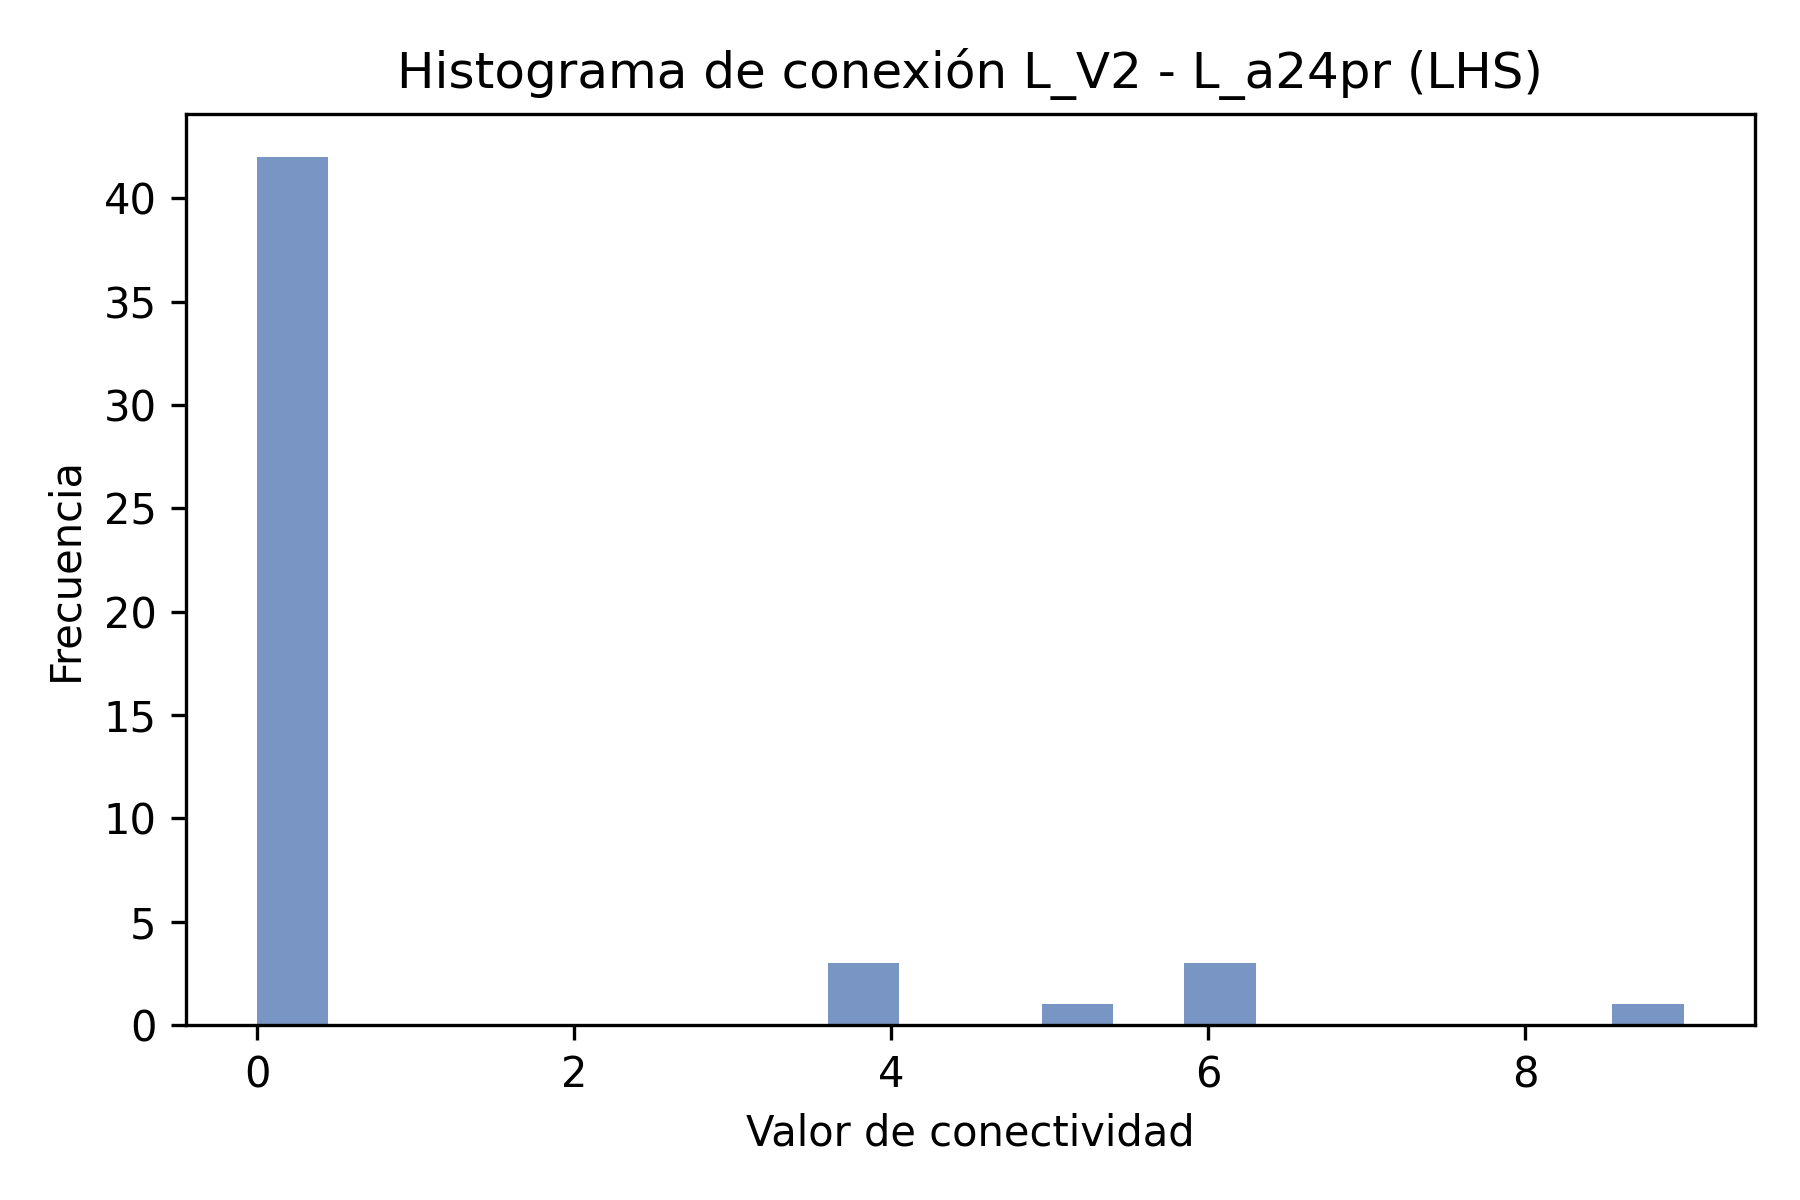 Histograma de conexión L_V2 - L_a24pr (LHS)
Frecuencia
40
35
30
25
20
15
10
5
0
0 2 4 6 8
Valor de conectividad